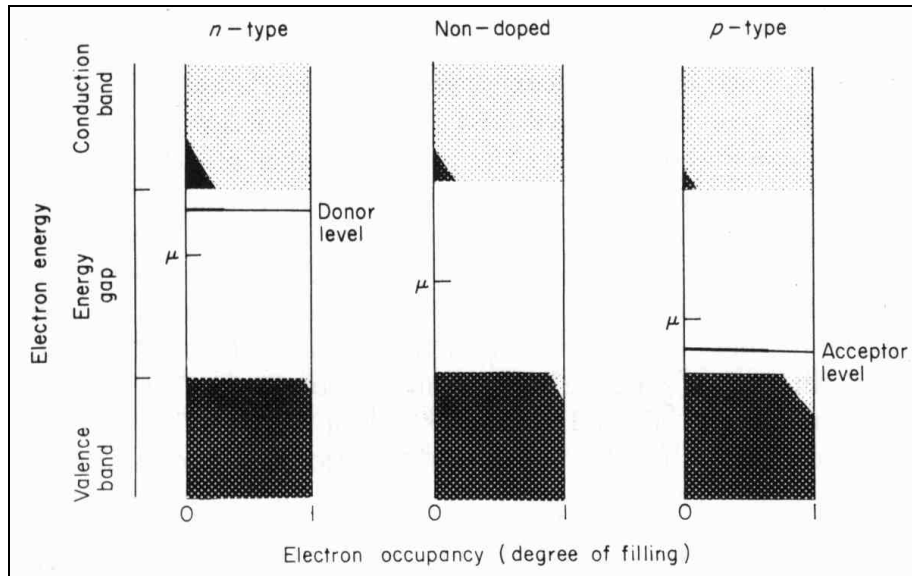 n – type
Non – doped
p – type
Conduction
band
Energy
gap
Valence
band
Electron energy
μ
Donor
level
μ
μ
Acceptor
level
0
1
0
1
0
1
Electron occupancy ( degree of filling )